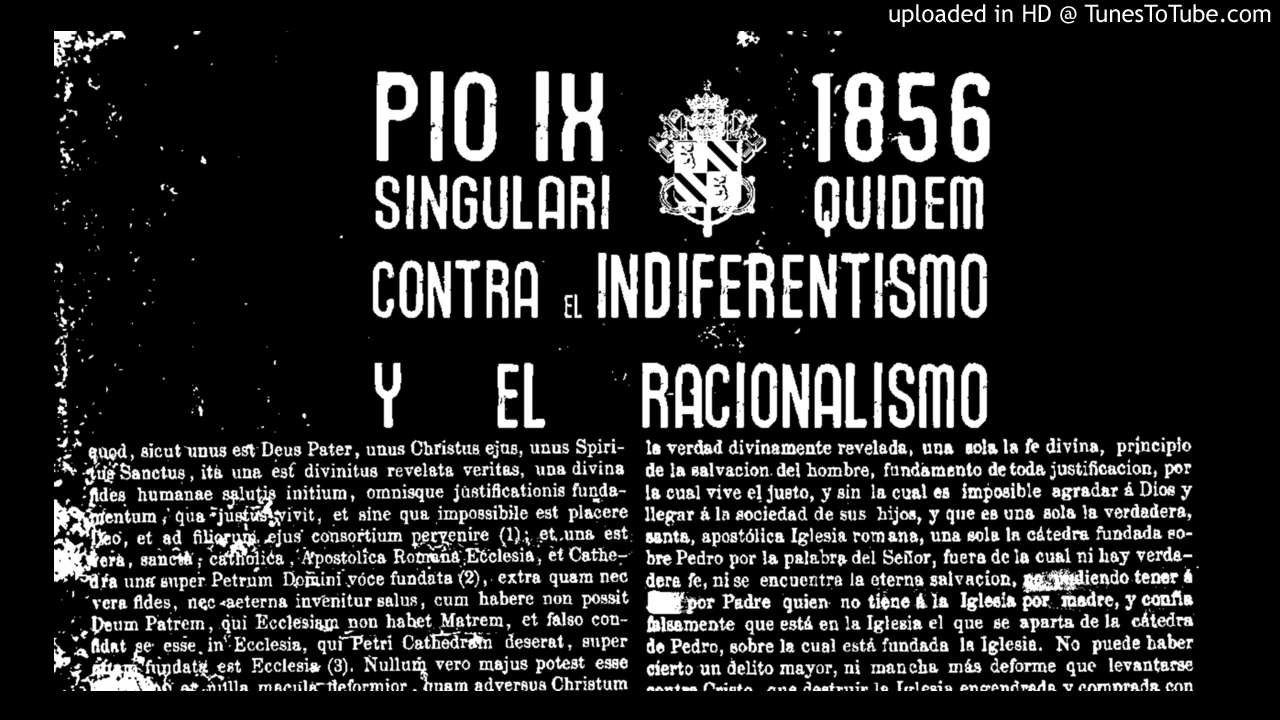 uploaded in HD @ TunesToTube.com
PIO IX 1856
SINGULARI QUIDEM
CONTRA EL INDIFERENTISMO
Y EL RACIONALISMO
quod, sicut unus est Deus Pater, unus Christus ejus, unus Spiri-
tus Sanctus, ita una est divinitus revelata veritas, una divina
fides humanae salutis initium, omnisque justificationis funda-
mentum, qua justus vivit, et sine qua impossibile est placere
Deo, et ad filiorum ejus consortium pervenire (1); et una est
vera, sancta, catholica, Apostolica Romana Ecclesia, et Cathe-
dra una super Petrum Domini voce fundata (2), extra quam nec
vera fides, nec aeterna invenitur salus, cum habere non possit
Deum Patrem, qui Ecclesiam non habet Matrem, et falso con-
fidat se esse in Ecclesia, qui Petri Cathedram deserat, super
quam fundata est Ecclesia (3). Nullum vero majus potest esse
nulla macula deformior, quam adversus Christum
la verdad divinamente revelada, una sola la fe divina, principio
de la salvacion del hombre, fundamento de toda justificacion, por
la cual vive el justo, y sin la cual es imposible agradar á Dios y
llegar á la sociedad de sus hijos, y que es una sola la verdadera,
santa, apostólica Iglesia romana, una sola la cátedra fundada so-
bre Pedro por la palabra del Señor, fuera de la cual ni hay verda-
dera fe, ni se encuentra la eterna salvacion, no pudiendo tener á
por Padre quien no tiene á la Iglesia por madre, y confia
falsamente que está en la Iglesia el que se aparta de la cátedra
de Pedro, sobre la cual está fundada la Iglesia. No puede haber
cierto un delito mayor, ni mancha más deforme que levantarse
contra Cristo, que destruir la Iglesia engendrada y comprada con